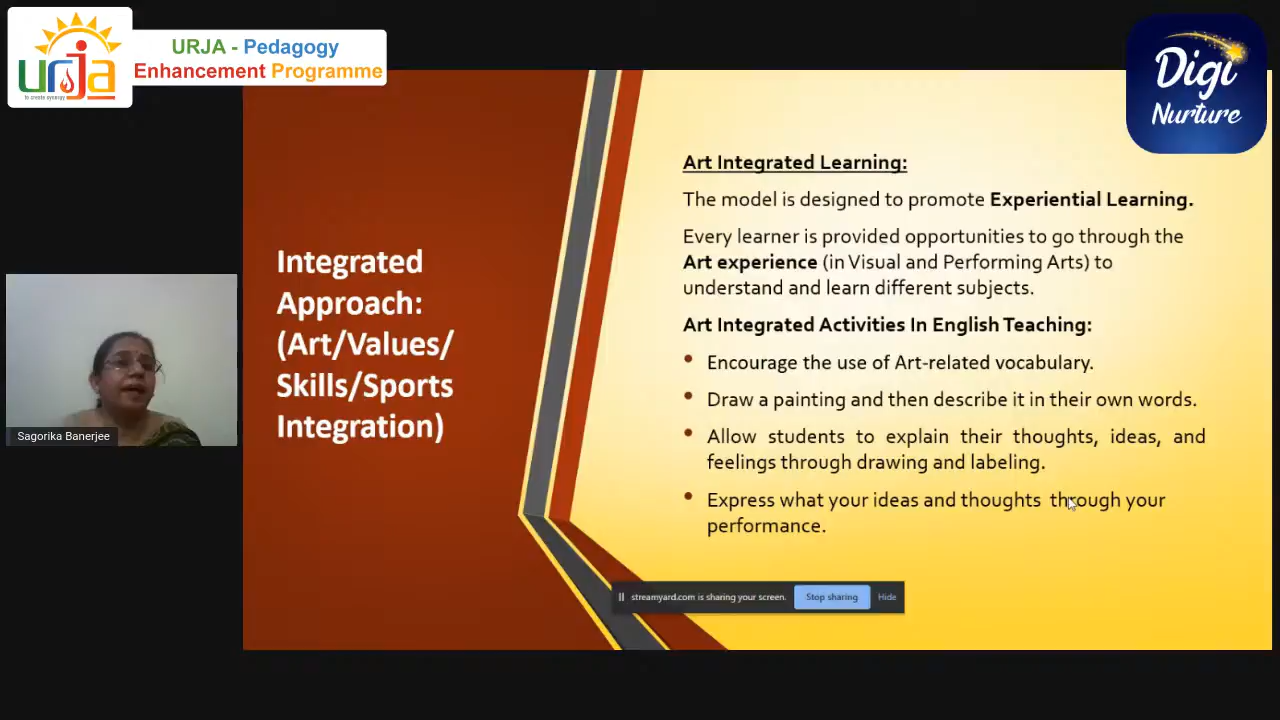 urja
to create synergy
URJA - Pedagogy
Enhancement Programme
Digi
Nurture
Integrated
Approach:
(Art/Values/
Skills/Sports
Integration)
Art Integrated Learning:
The model is designed to promote Experiential Learning.
Every learner is provided opportunities to go through the
Art experience (in Visual and Performing Arts) to
understand and learn different subjects.
Art Integrated Activities In English Teaching:
• Encourage the use of Art-related vocabulary.
• Draw a painting and then describe it in their own words.
• Allow students to explain their thoughts, ideas, and
feelings through drawing and labeling.
• Express what your ideas and thoughts through your
performance.
Sagorika Banerjee
streamyard.com is sharing your screen.
Stop sharing
Hide